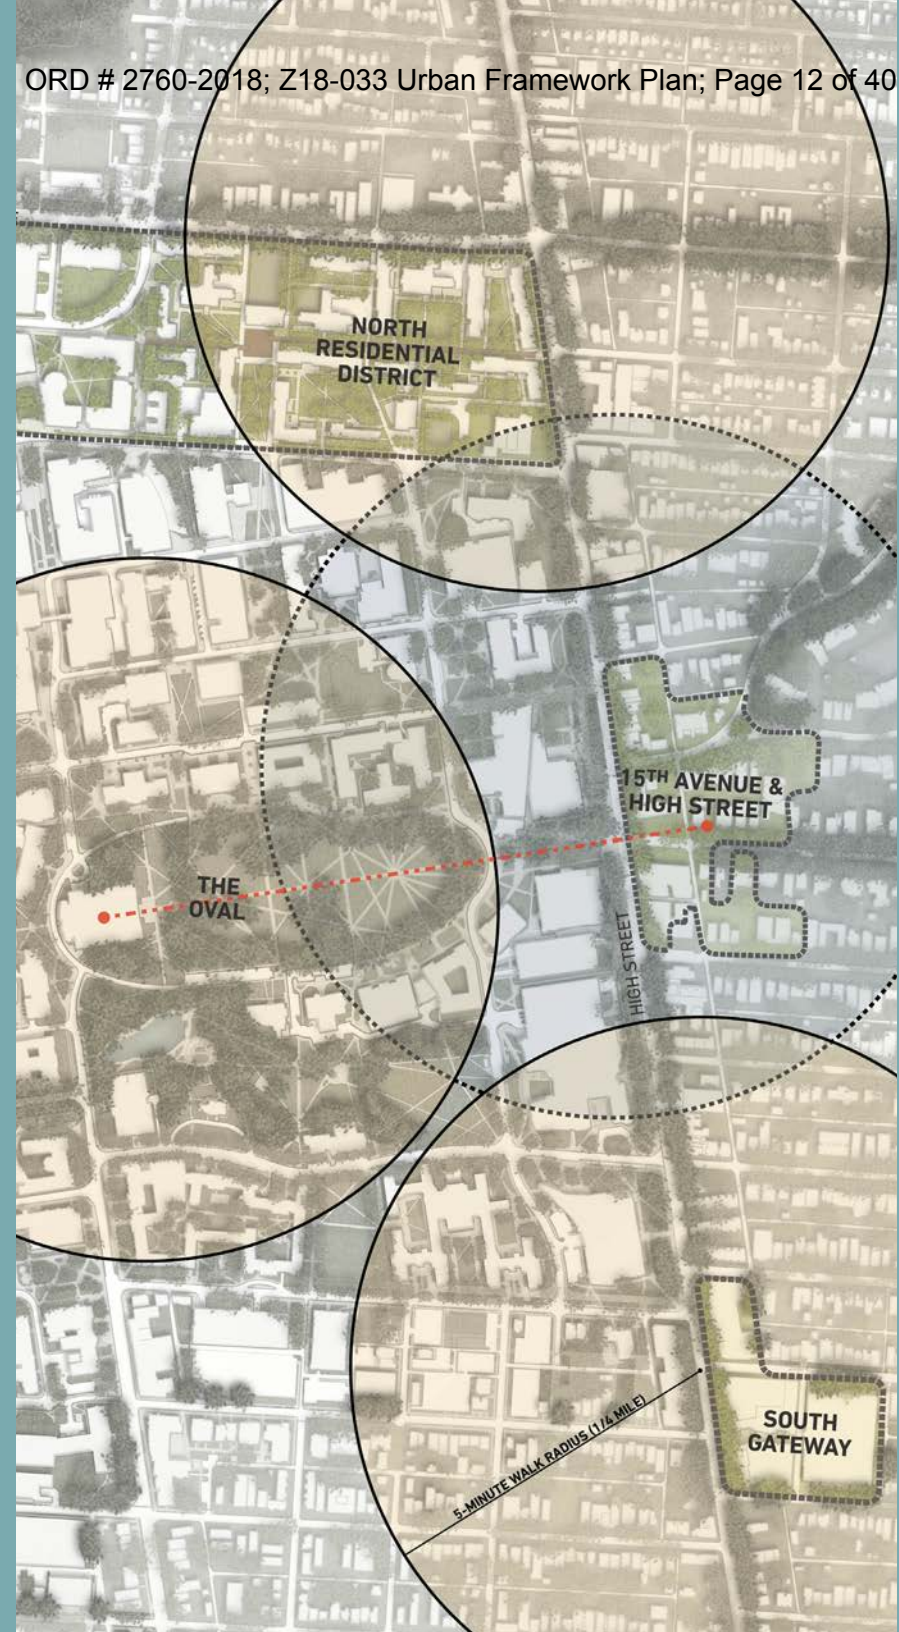 ORD # 2760-2018; Z18-033 Urban Framework Plan; Page 12 of 40
NORTH
RESIDENTIAL
DISTRICT
15TH AVENUE &
HIGH STREET
THE
OVAL
HIGH STREET
5-MINUTE WALK RADIUS (1/4 MILE)
SOUTH
GATEWAY